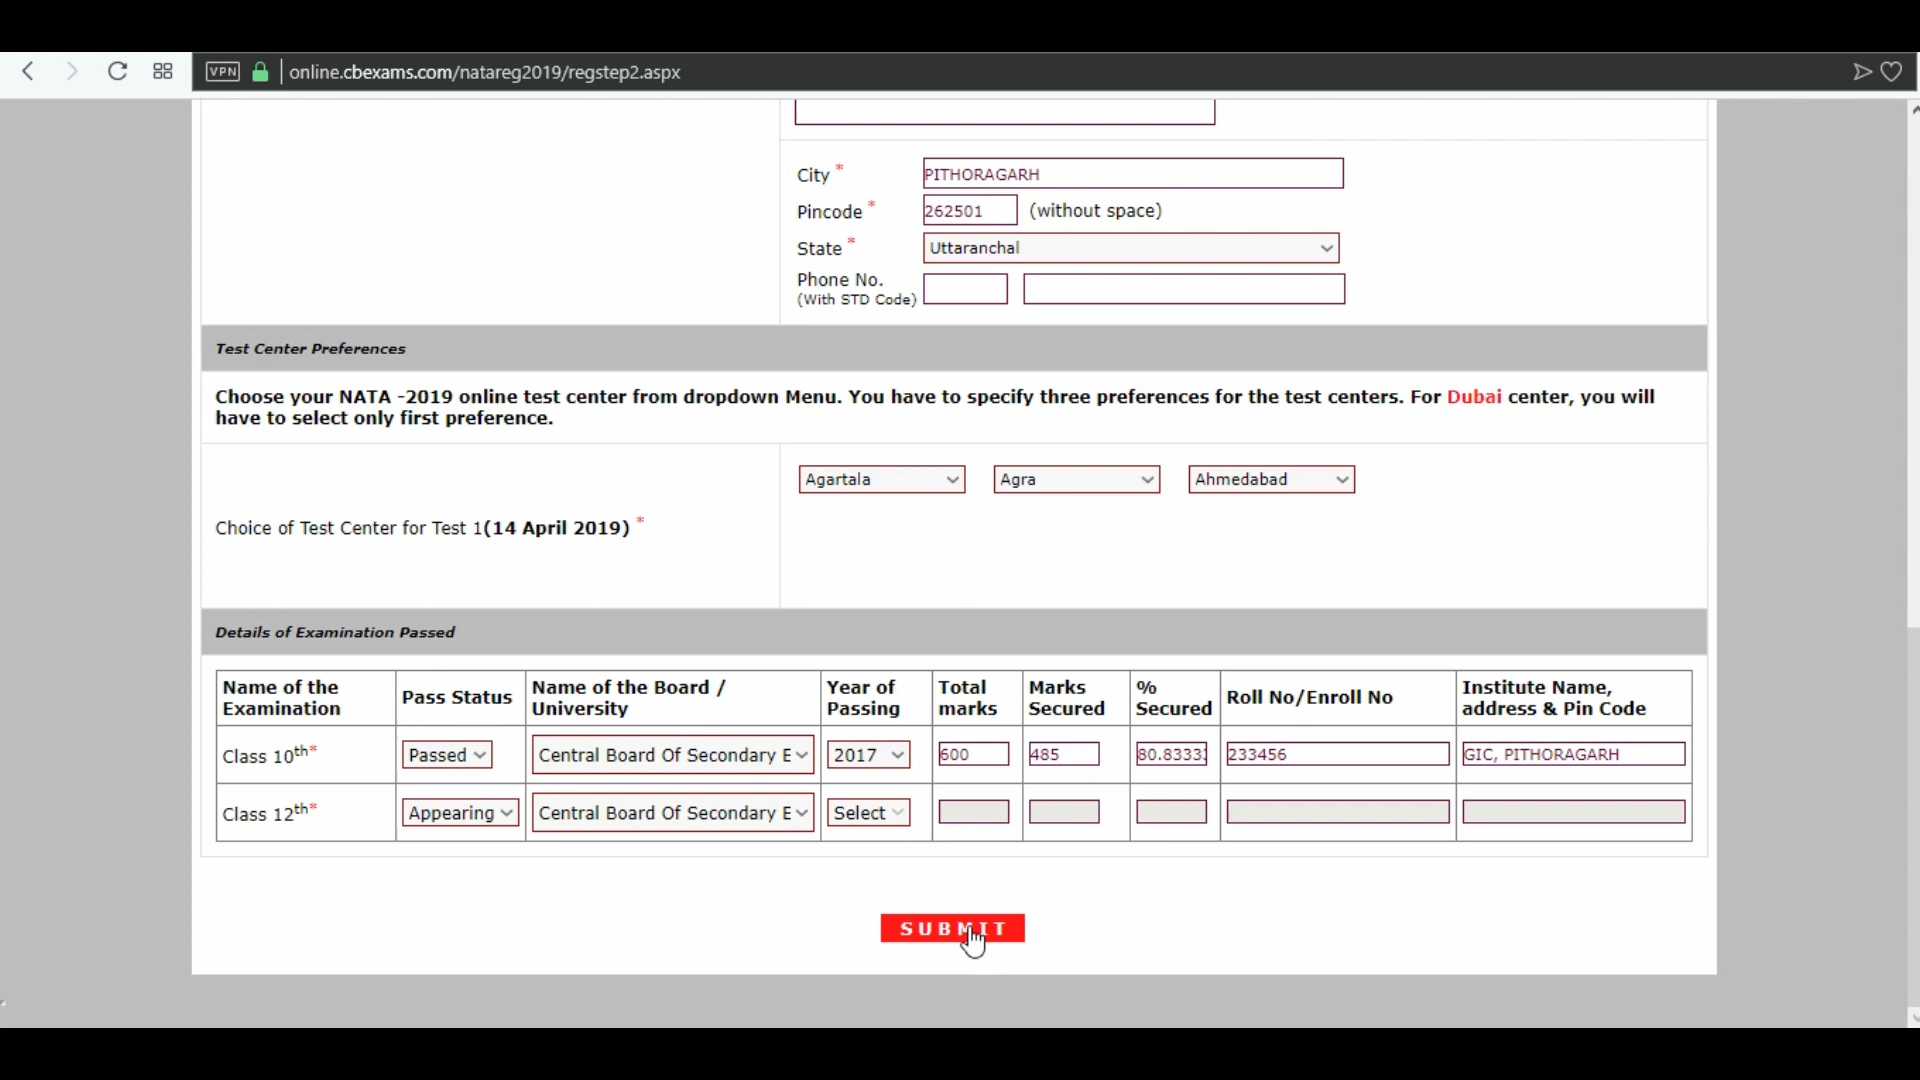 VPN online.cbexams.com/natareg2019/regstep2.aspx
City * PITHORAGARH
Pincode * 262501 (without space)
State * Uttaranchal
Phone No.
(With STD Code)
Test Center Preferences
Choose your NATA -2019 online test center from dropdown Menu. You have to specify three preferences for the test centers. For Dubai center, you will
have to select only first preference.
Agartala Agra Ahmedabad
Choice of Test Center for Test 1(14 April 2019) *
Details of Examination Passed
Name of the Examination Pass Status Name of the Board / University Year of Passing Total marks Marks Secured % Secured Roll No/Enroll No Institute Name, address & Pin Code
Class 10th* Passed Central Board Of Secondary E 2017 600 485 80.8333 233456 GIC, PITHORAGARH
Class 12th* Appearing Central Board Of Secondary E Select
SUBMIT